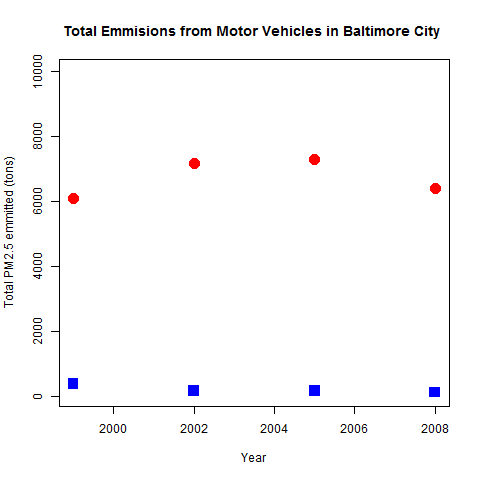 Total Emmisions from Motor Vehicles in Baltimore City
Total PM2.5 emmitted (tons)
10000
8000
6000
4000
2000
0
2000 2002 2004 2006 2008
Year